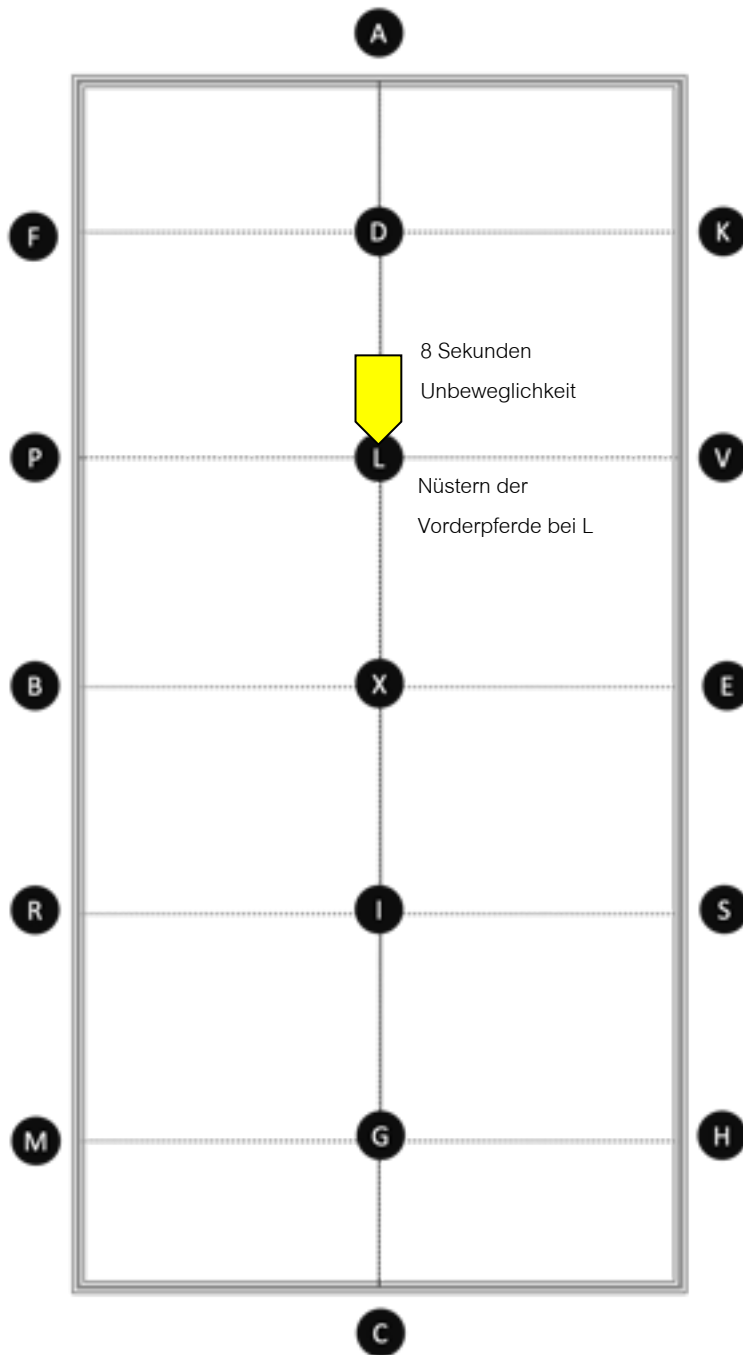 A
F D K
8 Sekunden
Unbeweglichkeit
P L V
Nüstern der
Vorderpferde bei L
B X E
R I S
M G H
C